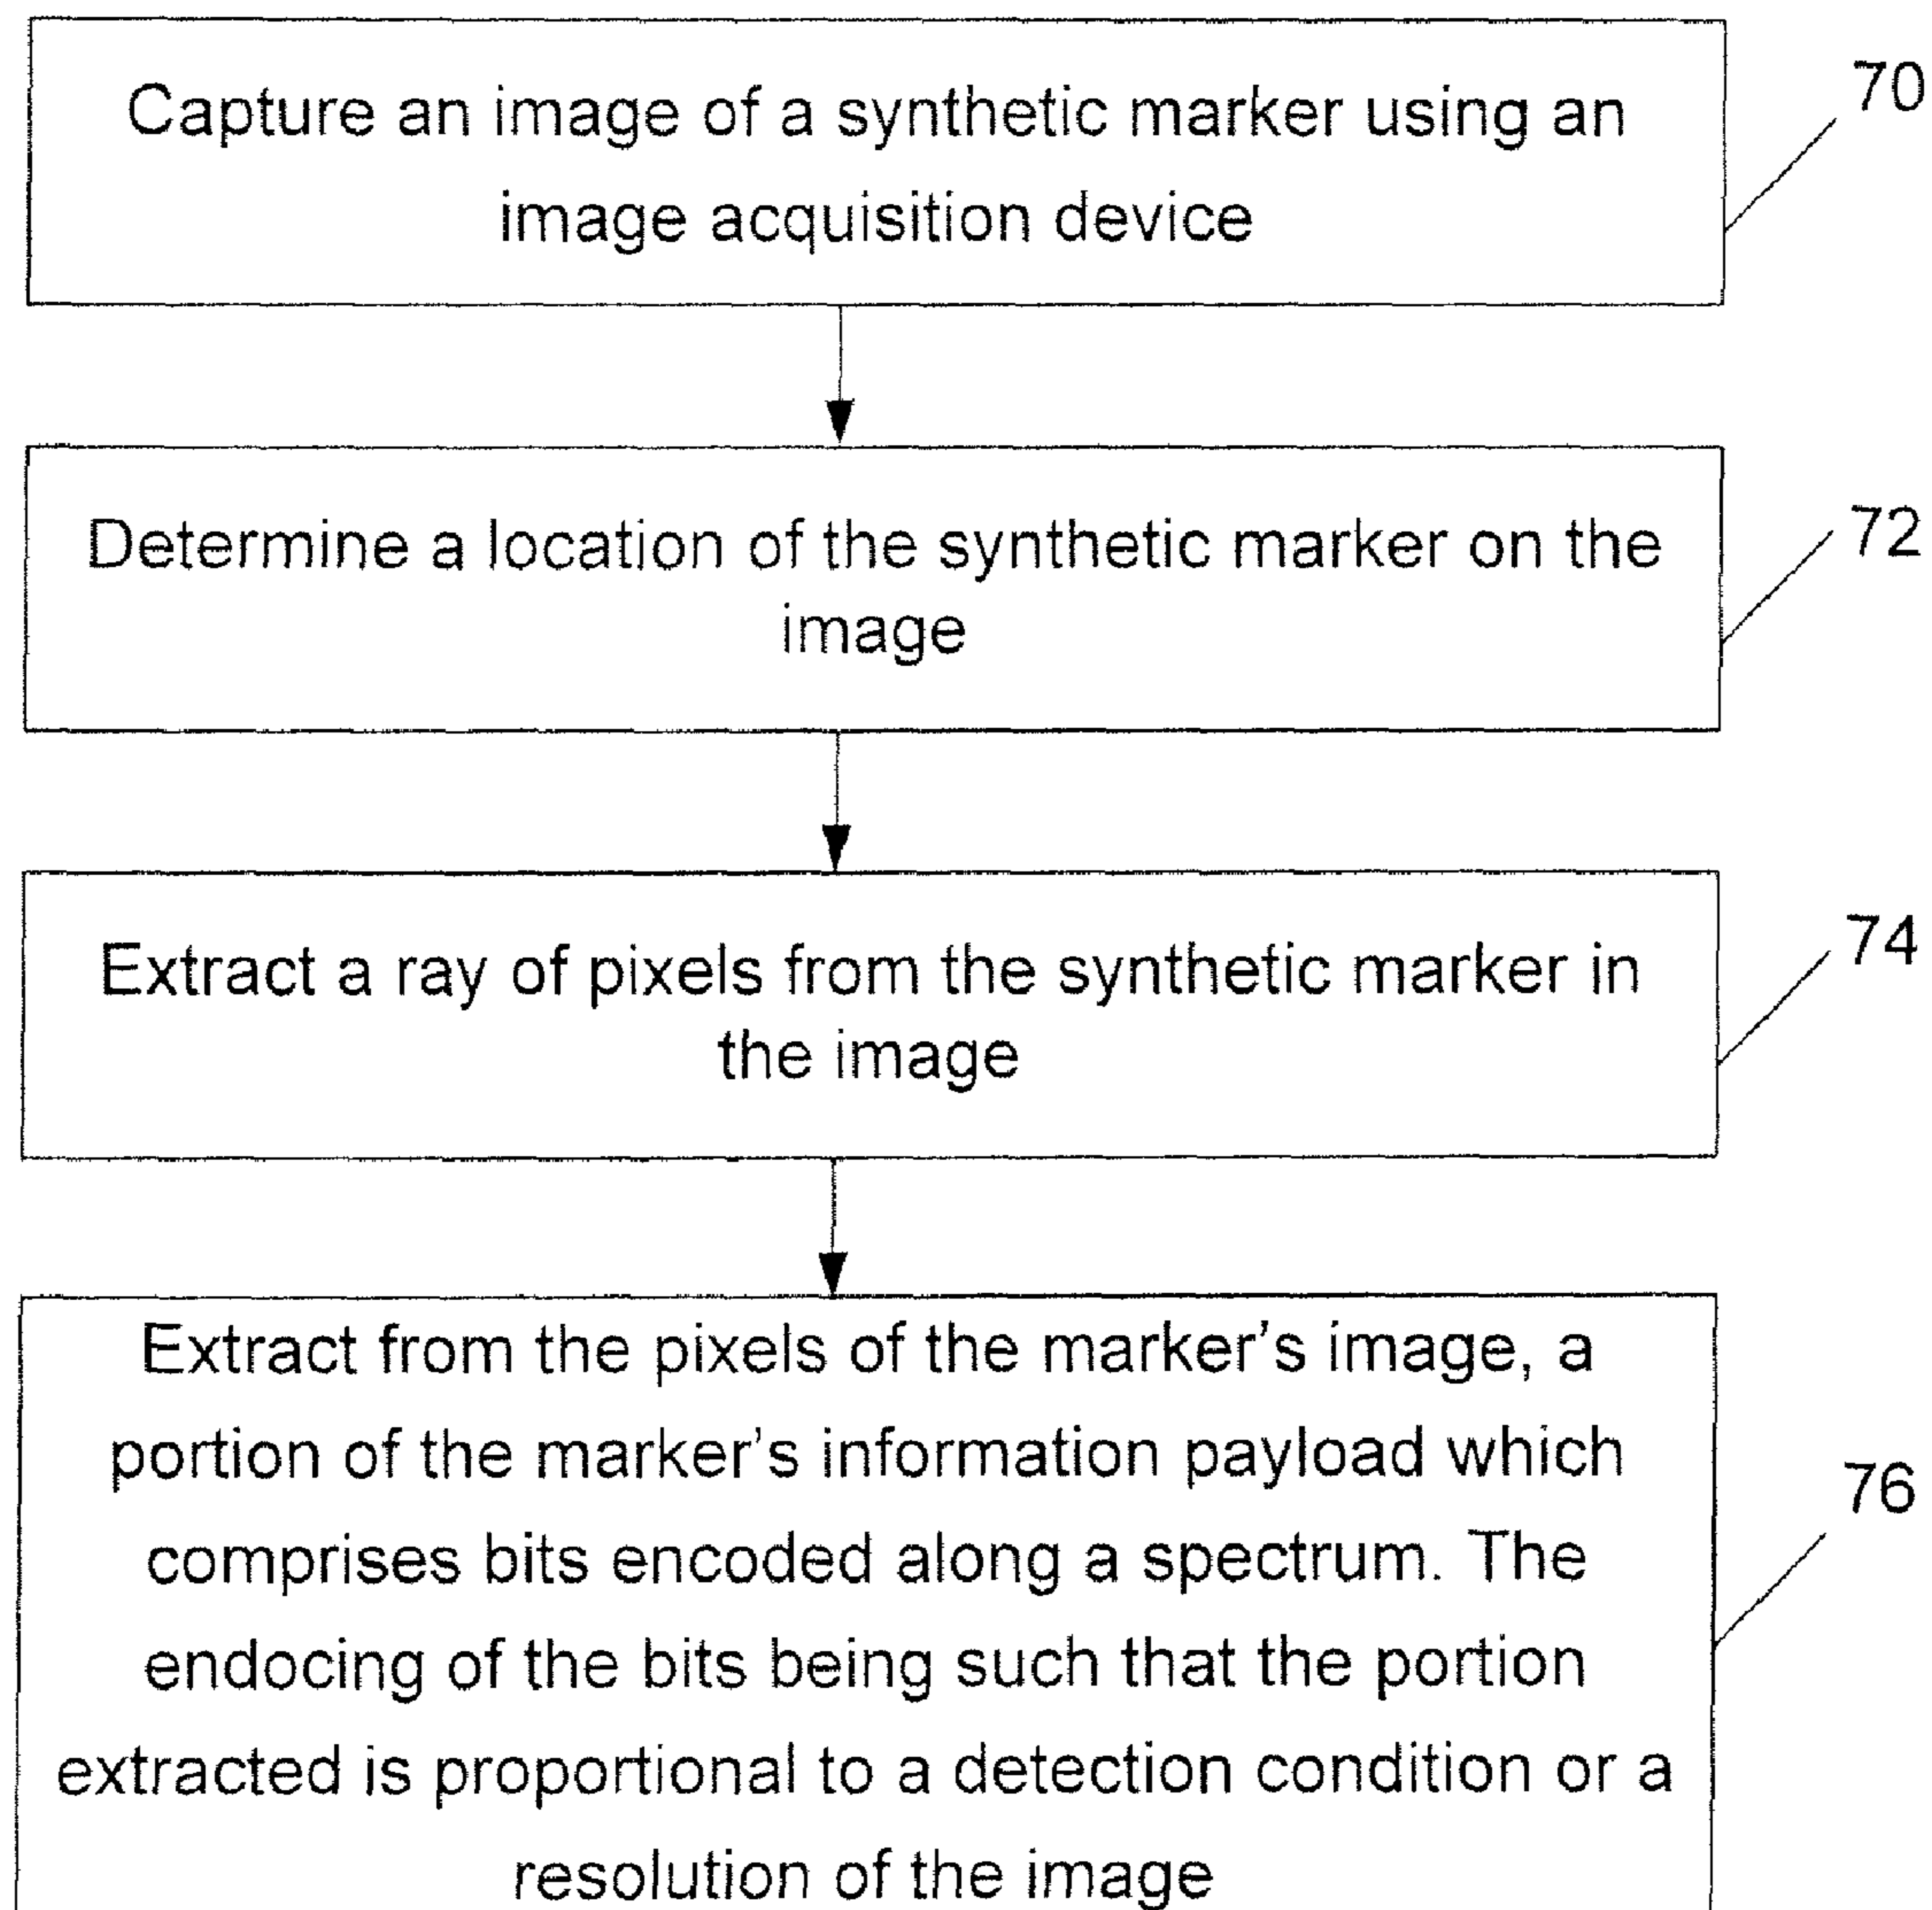 Capture an image of a synthetic marker using an
image acquisition device
70
Determine a location of the synthetic marker on the
image
72
Extract a ray of pixels from the synthetic marker in
the image
74
Extract from the pixels of the marker's image, a
portion of the marker's information payload which
comprises bits encoded along a spectrum. The
endocing of the bits being such that the portion
extracted is proportional to a detection condition or a
resolution of the image
76